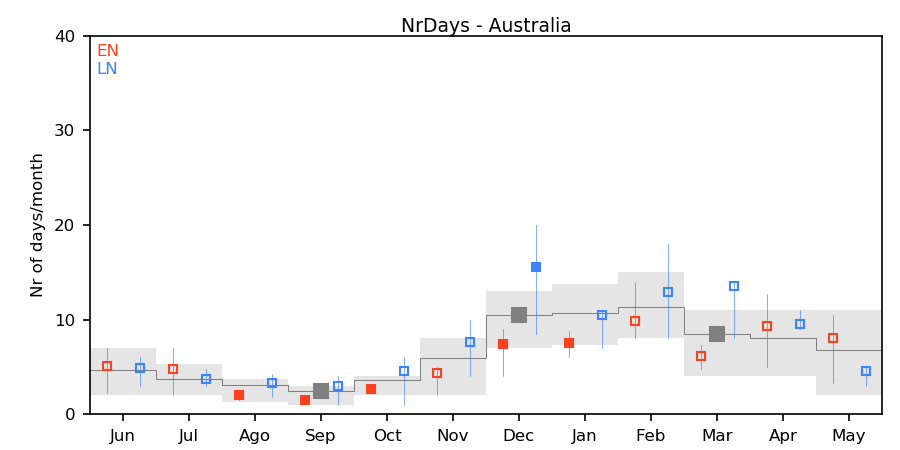 NrDays - Australia
EN
LN
Nr of days/month
40
30
20
10
0
Jun Jul Ago Sep Oct Nov Dec Jan Feb Mar Apr May